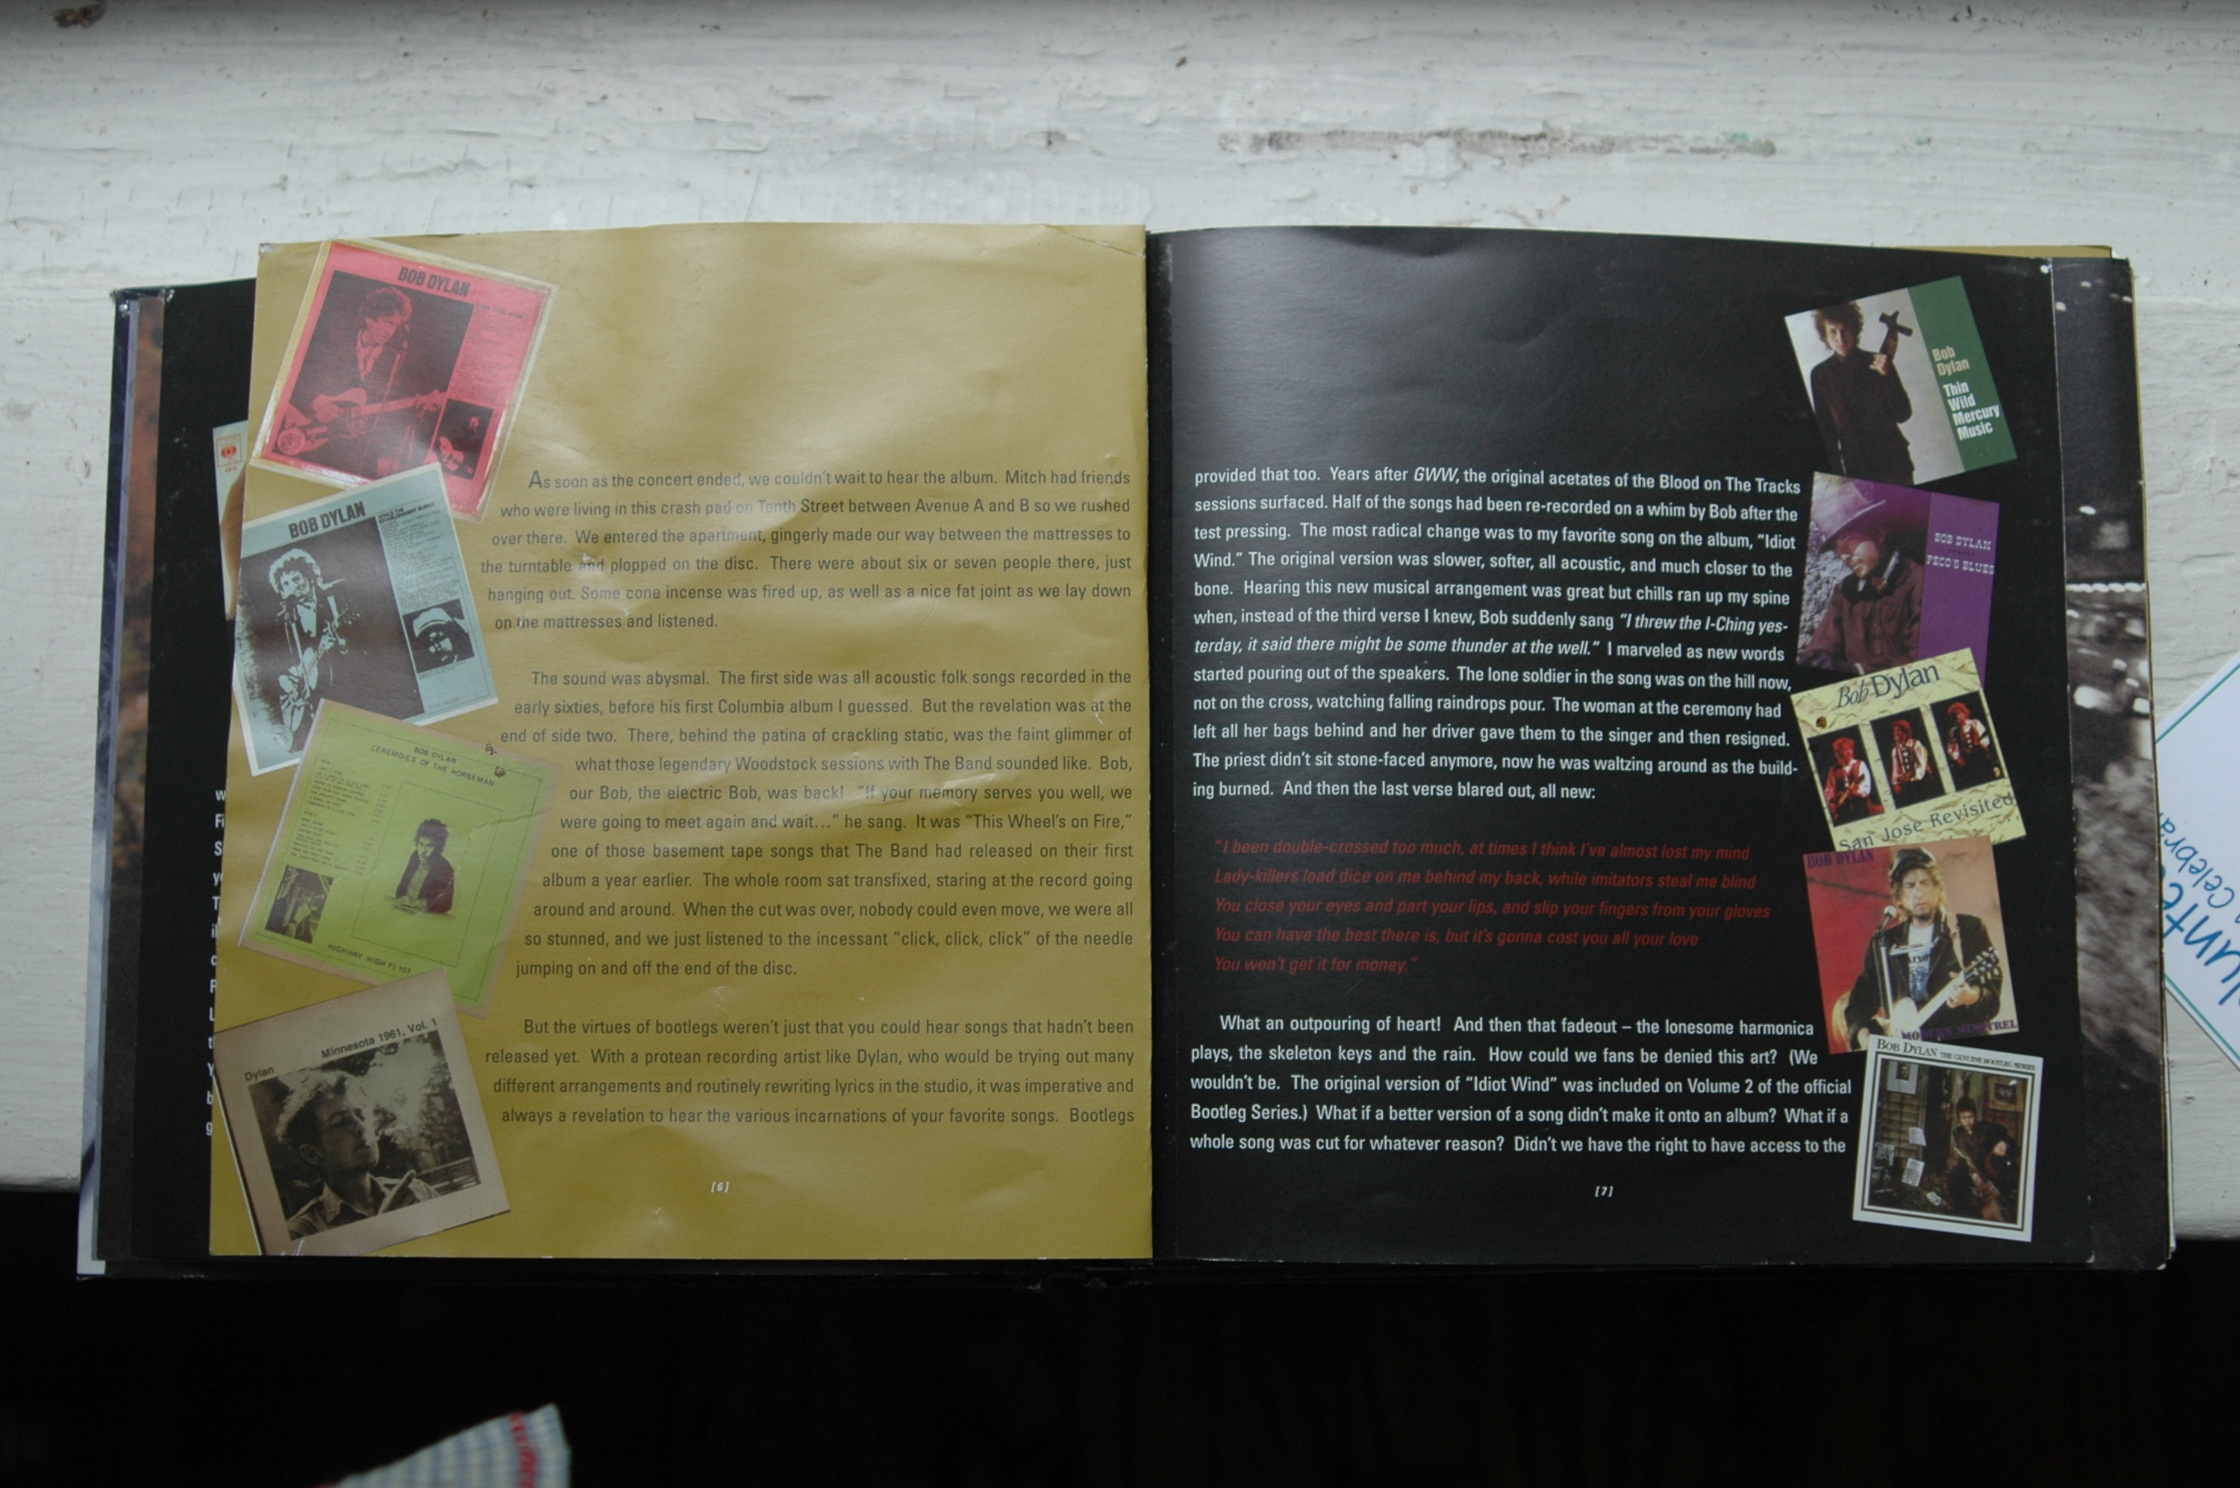 BOB DYLAN
BOB DYLAN
BOB DYLAN
CEREMONIES OF THE HORSEMAN
HIGHWAY HIGH FI 107
Minnesota 1961, Vol. 1
Dylan
As soon as the concert ended, we couldn't wait to hear the album. Mitch had friends
who were living in this crash pad on Tenth Street between Avenue A and B so we rushed
over there. We entered the apartment, gingerly made our way between the mattresses to
the turntable and plopped on the disc. There were about six or seven people there, just
hanging out. Some cone incense was fired up, as well as a nice fat joint as we lay down
on the mattresses and listened.
The sound was abysmal. The first side was all acoustic folk songs recorded in the
early sixties, before his first Columbia album I guessed. But the revelation was at the
end of side two. There, behind the patina of crackling static, was the faint glimmer of
what those legendary Woodstock sessions with The Band sounded like. Bob,
our Bob, the electric Bob, was back! "If your memory serves you well, we
were going to meet again and wait…" he sang. It was "This Wheel's on Fire,"
one of those basement tape songs that The Band had released on their first
album a year earlier. The whole room sat transfixed, staring at the record going
around and around. When the cut was over, nobody could even move, we were all
so stunned, and we just listened to the incessant "click, click, click" of the needle
jumping on and off the end of the disc.
But the virtues of bootlegs weren't just that you could hear songs that hadn't been
released yet. With a protean recording artist like Dylan, who would be trying out many
different arrangements and routinely rewriting lyrics in the studio, it was imperative and
always a revelation to hear the various incarnations of your favorite songs. Bootlegs
[6]
provided that too. Years after GWW, the original acetates of the Blood on The Tracks
sessions surfaced. Half of the songs had been re-recorded on a whim by Bob after the
test pressing. The most radical change was to my favorite song on the album, "Idiot
Wind." The original version was slower, softer, all acoustic, and much closer to the
bone. Hearing this new musical arrangement was great but chills ran up my spine
when, instead of the third verse I knew, Bob suddenly sang "I threw the I-Ching yes-
terday, it said there might be some thunder at the well." I marveled as new words
started pouring out of the speakers. The lone soldier in the song was on the hill now,
not on the cross, watching falling raindrops pour. The woman at the ceremony had
left all her bags behind and her driver gave them to the singer and then resigned.
The priest didn't sit stone-faced anymore, now he was waltzing around as the build-
ing burned. And then the last verse blared out, all new:
"I been double-crossed too much, at times I think I've almost lost my mind
Lady-killers load dice on me behind my back, while imitators steal me blind
You close your eyes and part your lips, and slip your fingers from your gloves
You can have the best there is, but it's gonna cost you all your love
You won't get it for money."
What an outpouring of heart! And then that fadeout – the lonesome harmonica
plays, the skeleton keys and the rain. How could we fans be denied this art? (We
wouldn't be. The original version of "Idiot Wind" was included on Volume 2 of the official
Bootleg Series.) What if a better version of a song didn't make it onto an album? What if a
whole song was cut for whatever reason? Didn't we have the right to have access to the
[7]
Bob
Dylan
Thin
Wild
Mercury
Music
BOB DYLAN
PECO'S BLUES
Bob Dylan
San Jose Revisited
BOB DYLAN
MODERN MINSTREL
BOB DYLAN THE GENUINE BOOTLEG SERIES